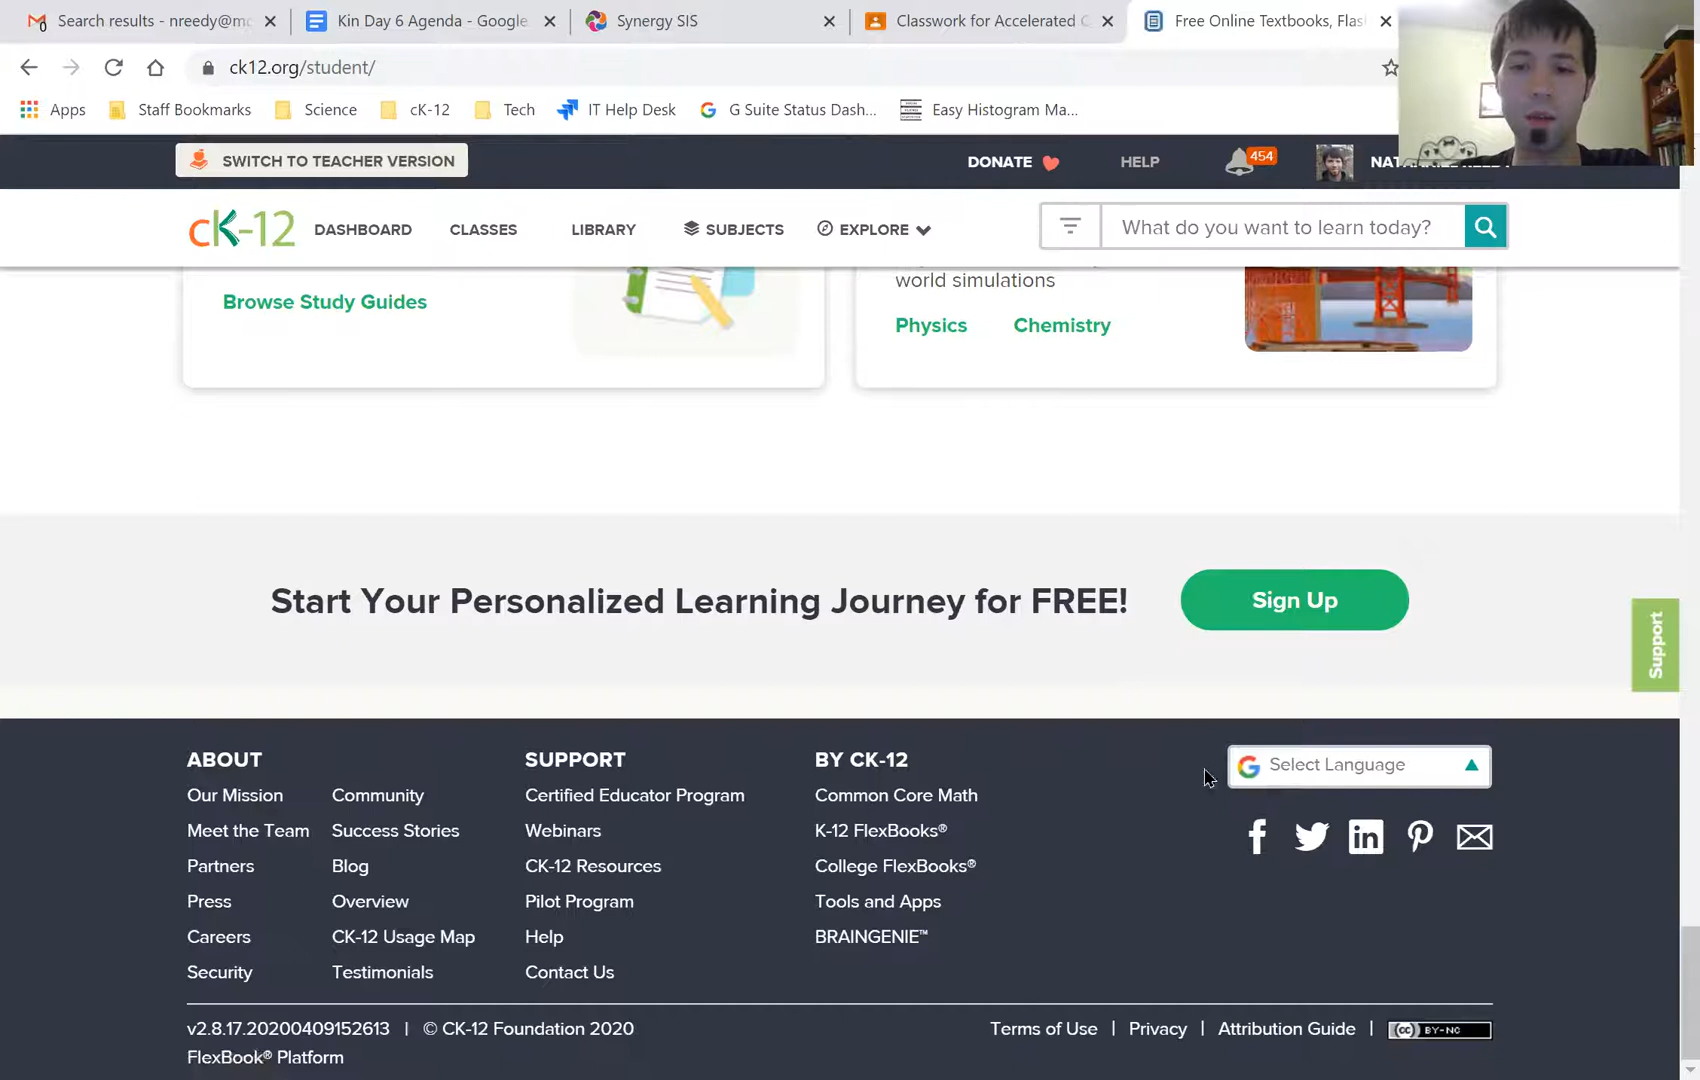 Search results - nreedy@mc
Kin Day 6 Agenda - Google
Synergy SIS
Classwork for Accelerated C
Free Online Textbooks, Flas
ck12.org/student/
Apps
Staff Bookmarks
Science
cK-12
Tech
IT Help Desk
G Suite Status Dash...
Easy Histogram Ma...
SWITCH TO TEACHER VERSION
DONATE
HELP
454
cK-12
DASHBOARD
CLASSES
LIBRARY
SUBJECTS
EXPLORE
What do you want to learn today?
Browse Study Guides
world simulations
Physics
Chemistry
Start Your Personalized Learning Journey for FREE!
Sign Up
Support
ABOUT
Our Mission
Meet the Team
Partners
Press
Careers
Security
Community
Success Stories
Blog
Overview
CK-12 Usage Map
Testimonials
SUPPORT
Certified Educator Program
Webinars
CK-12 Resources
Pilot Program
Help
Contact Us
BY CK-12
Common Core Math
K-12 FlexBooks®
College FlexBooks®
Tools and Apps
BRAINGENIE™
Select Language
v2.8.17.20200409152613 | © CK-12 Foundation 2020
FlexBook® Platform
Terms of Use | Privacy | Attribution Guide |
cc BY-NC